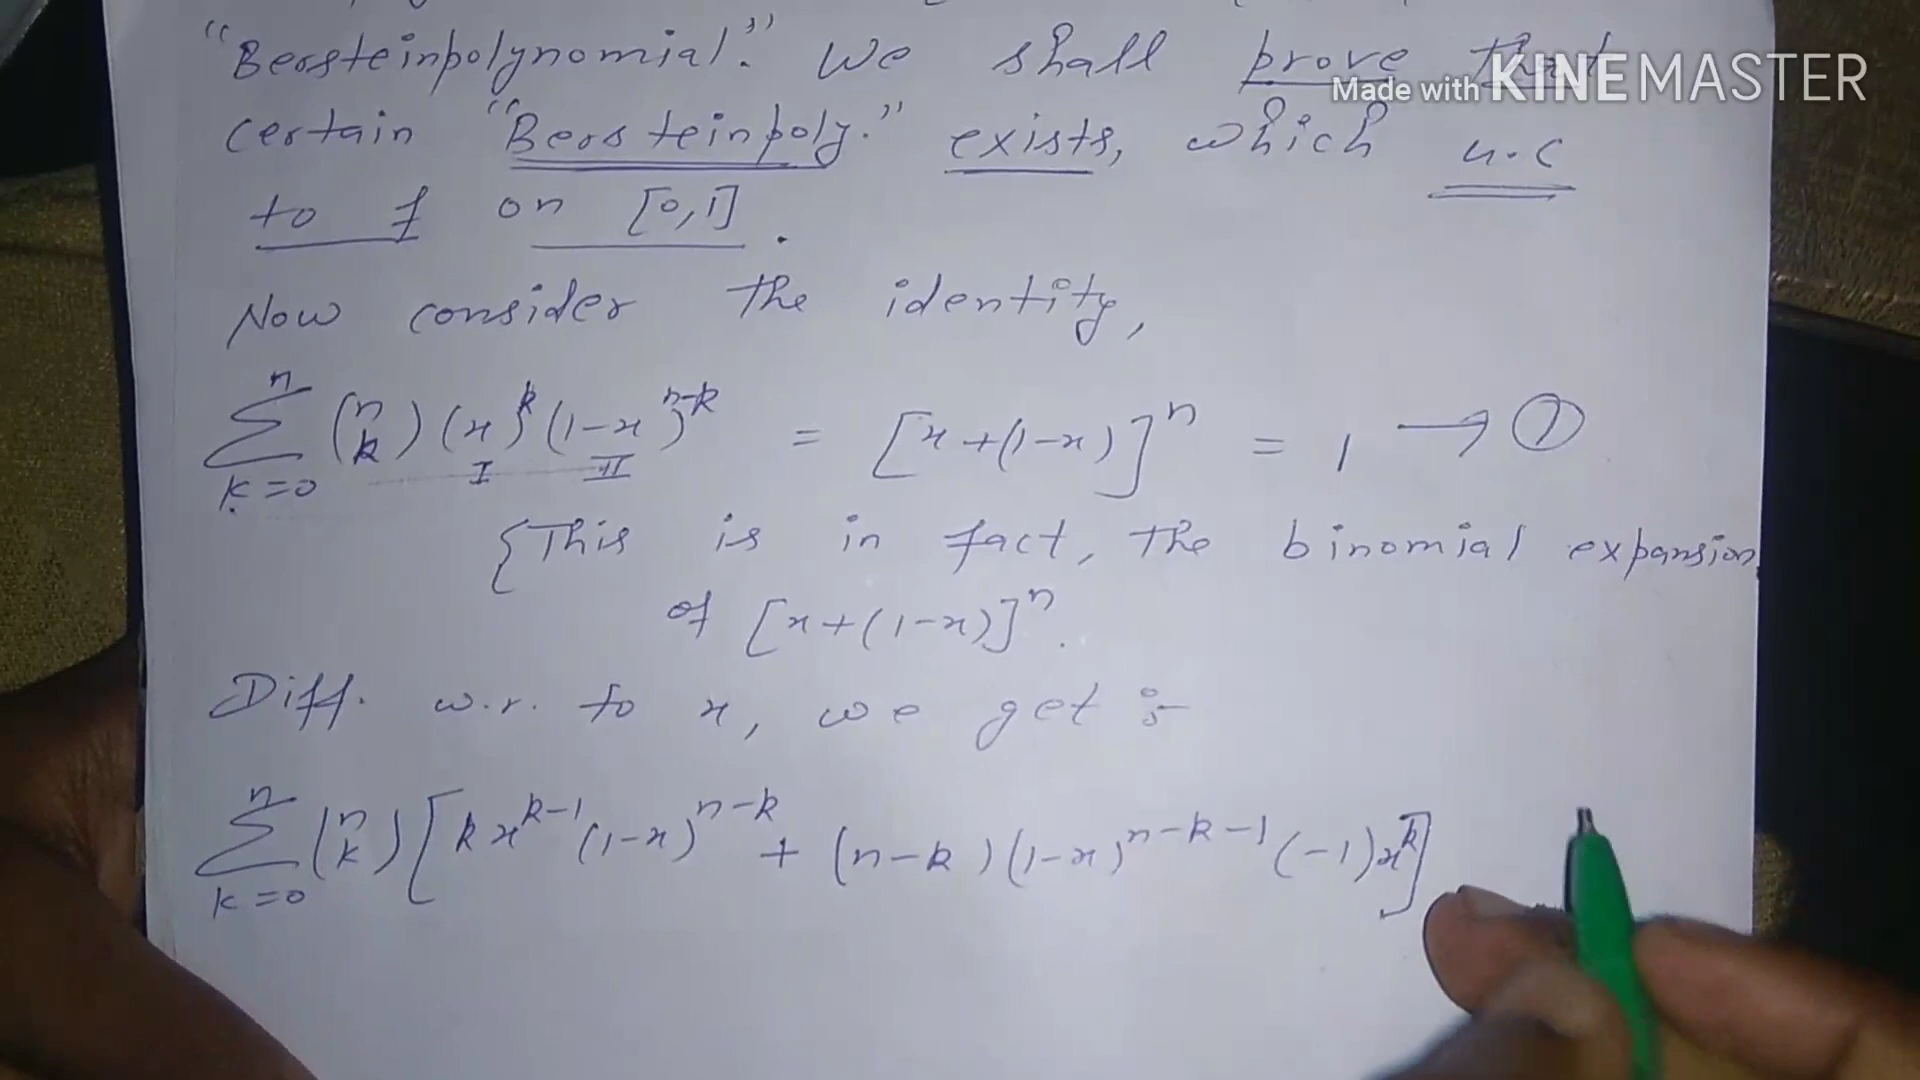 "Bersteinpolynomial." We shall prove that
Made with KINEMASTER
certain "Bersteinpoly." exists, which u.c
to f on [0,1].
Now consider the identity,
∑_{k=0}^{n} (n k) (x)^k (1-x)^{n-k} = [x+(1-x)]^n = 1 → ①
I II
{This is in fact, the binomial expansion
of [x+(1-x)]^n.
Diff. w.r. to x, we get :-
∑_{k=0}^{n} (n k) [k x^{k-1} (1-x)^{n-k} + (n-k) (1-x)^{n-k-1} (-1) x^k]